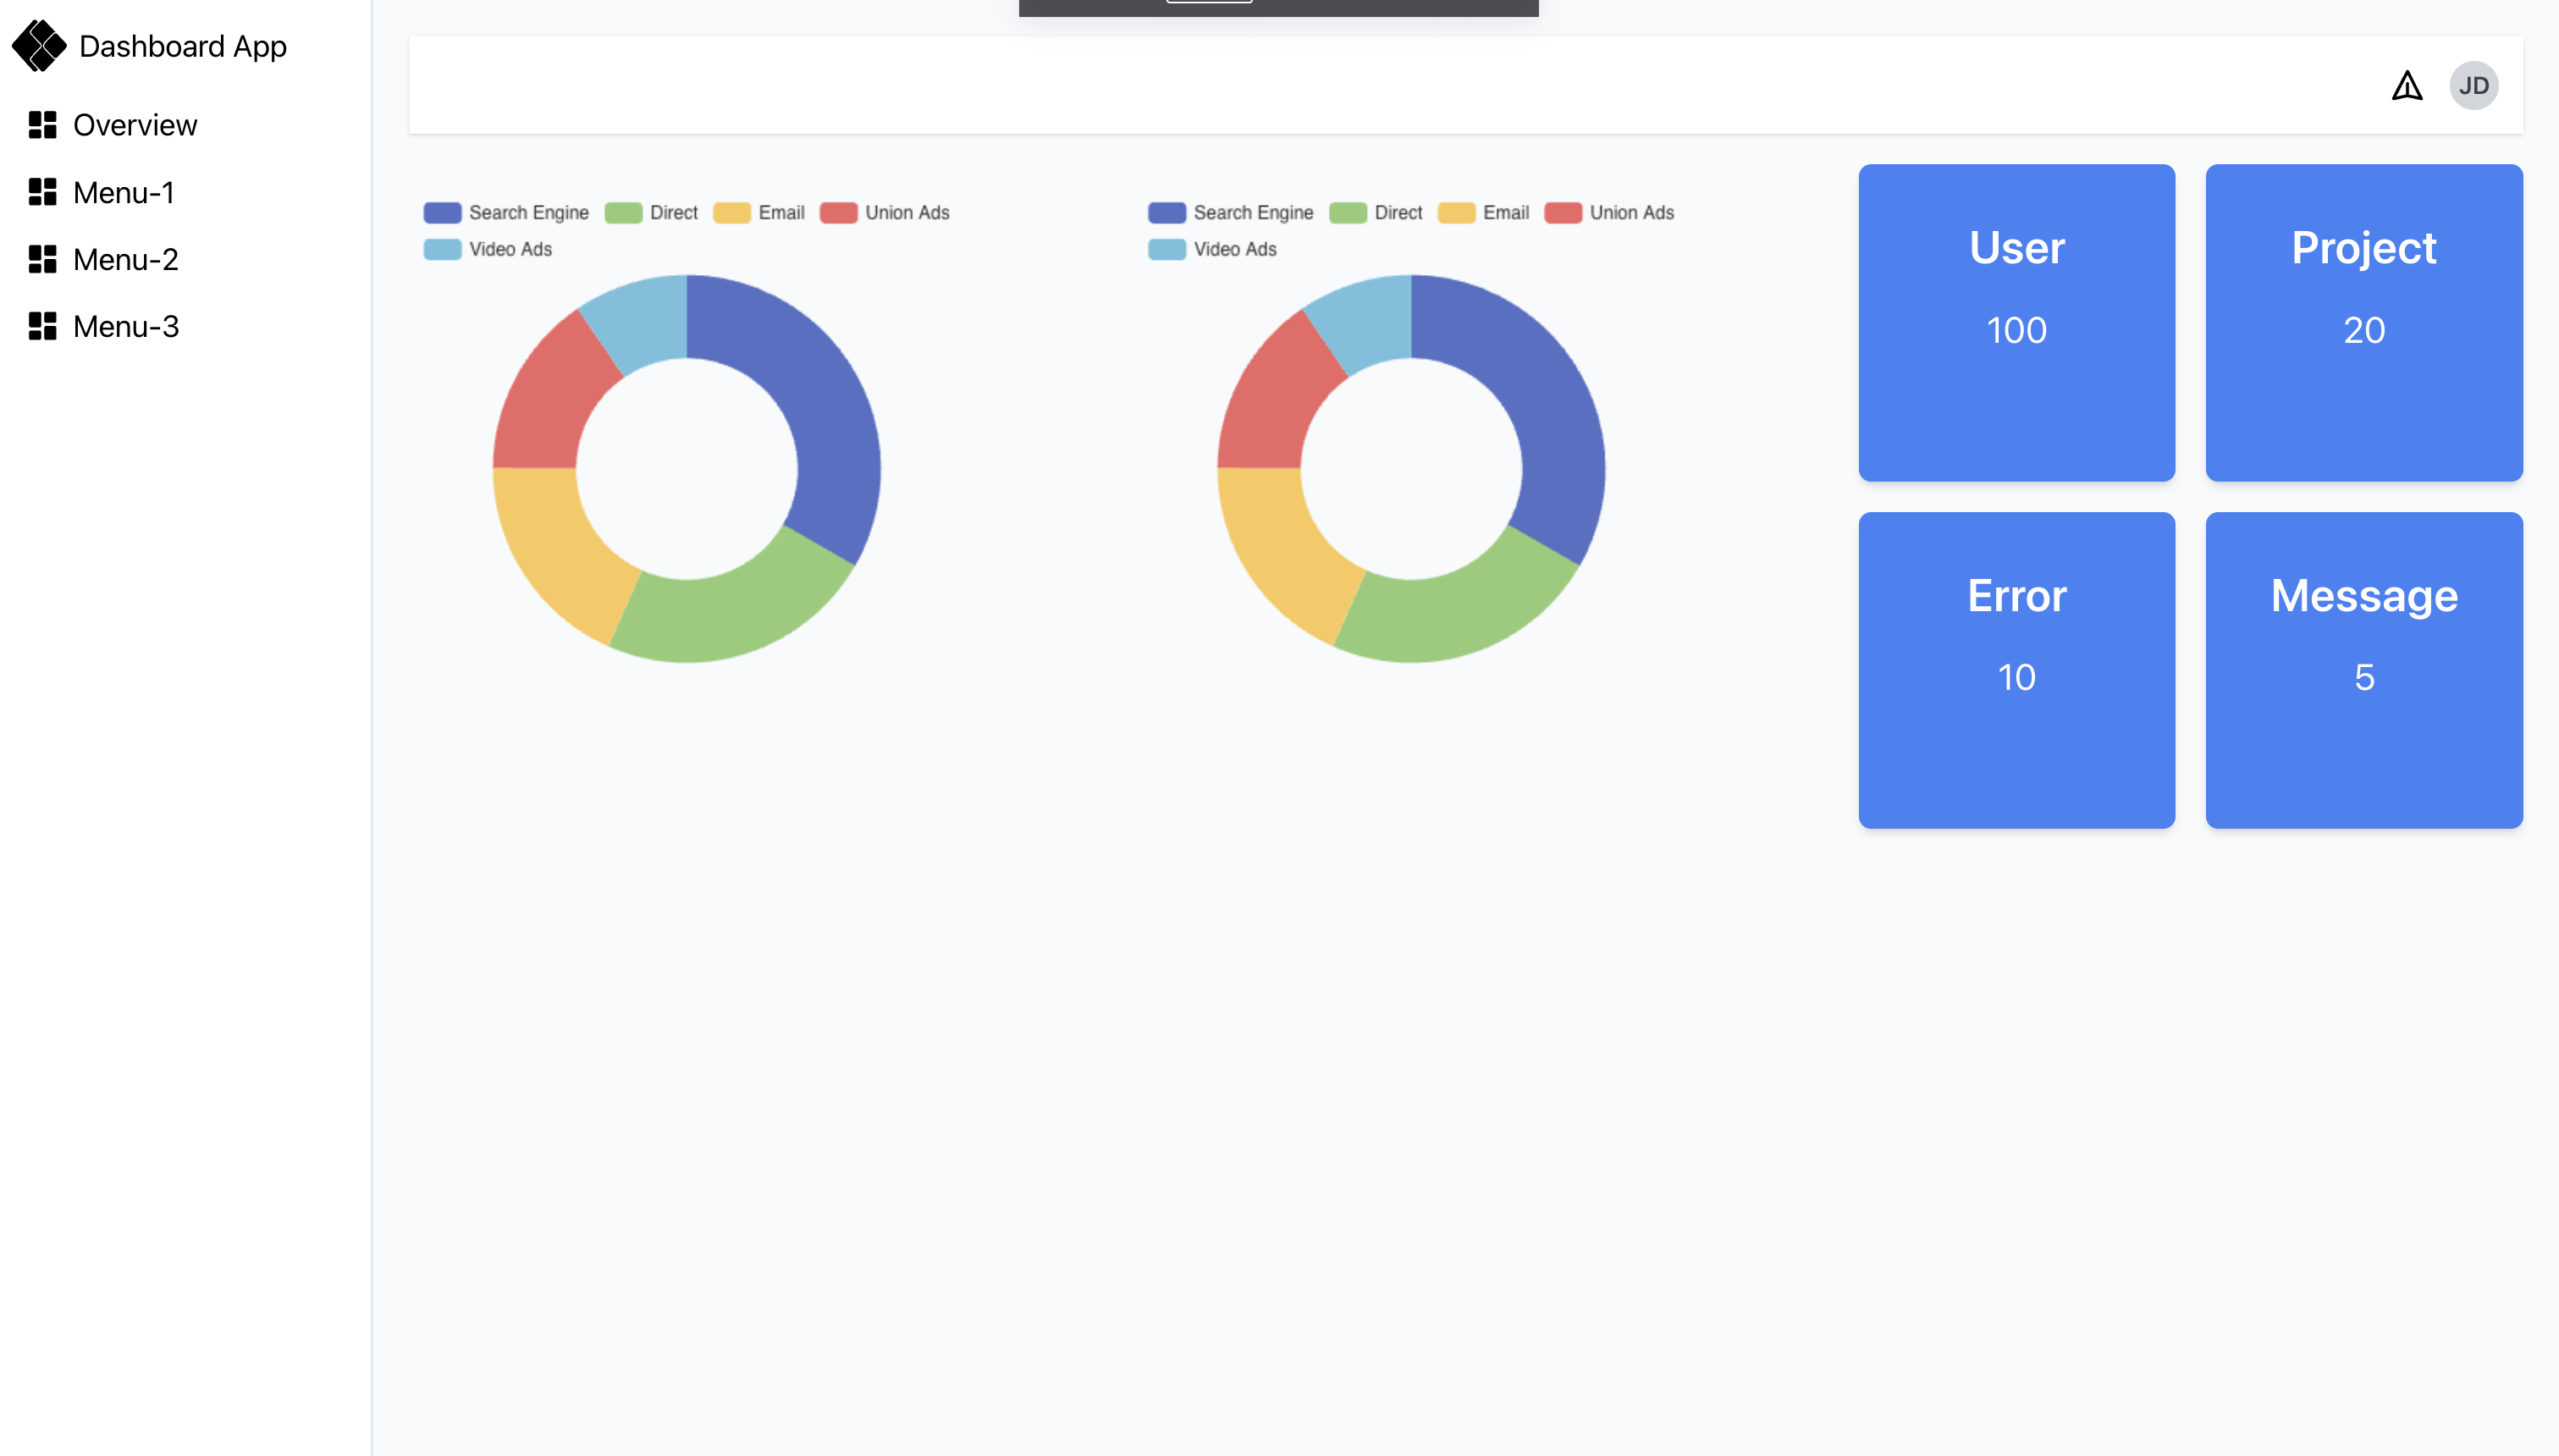 Dashboard App
Overview
Menu-1
Menu-2
Menu-3
JD
Search Engine Direct Email Union Ads
Video Ads
Search Engine Direct Email Union Ads
Video Ads
User
100
Project
20
Error
10
Message
5